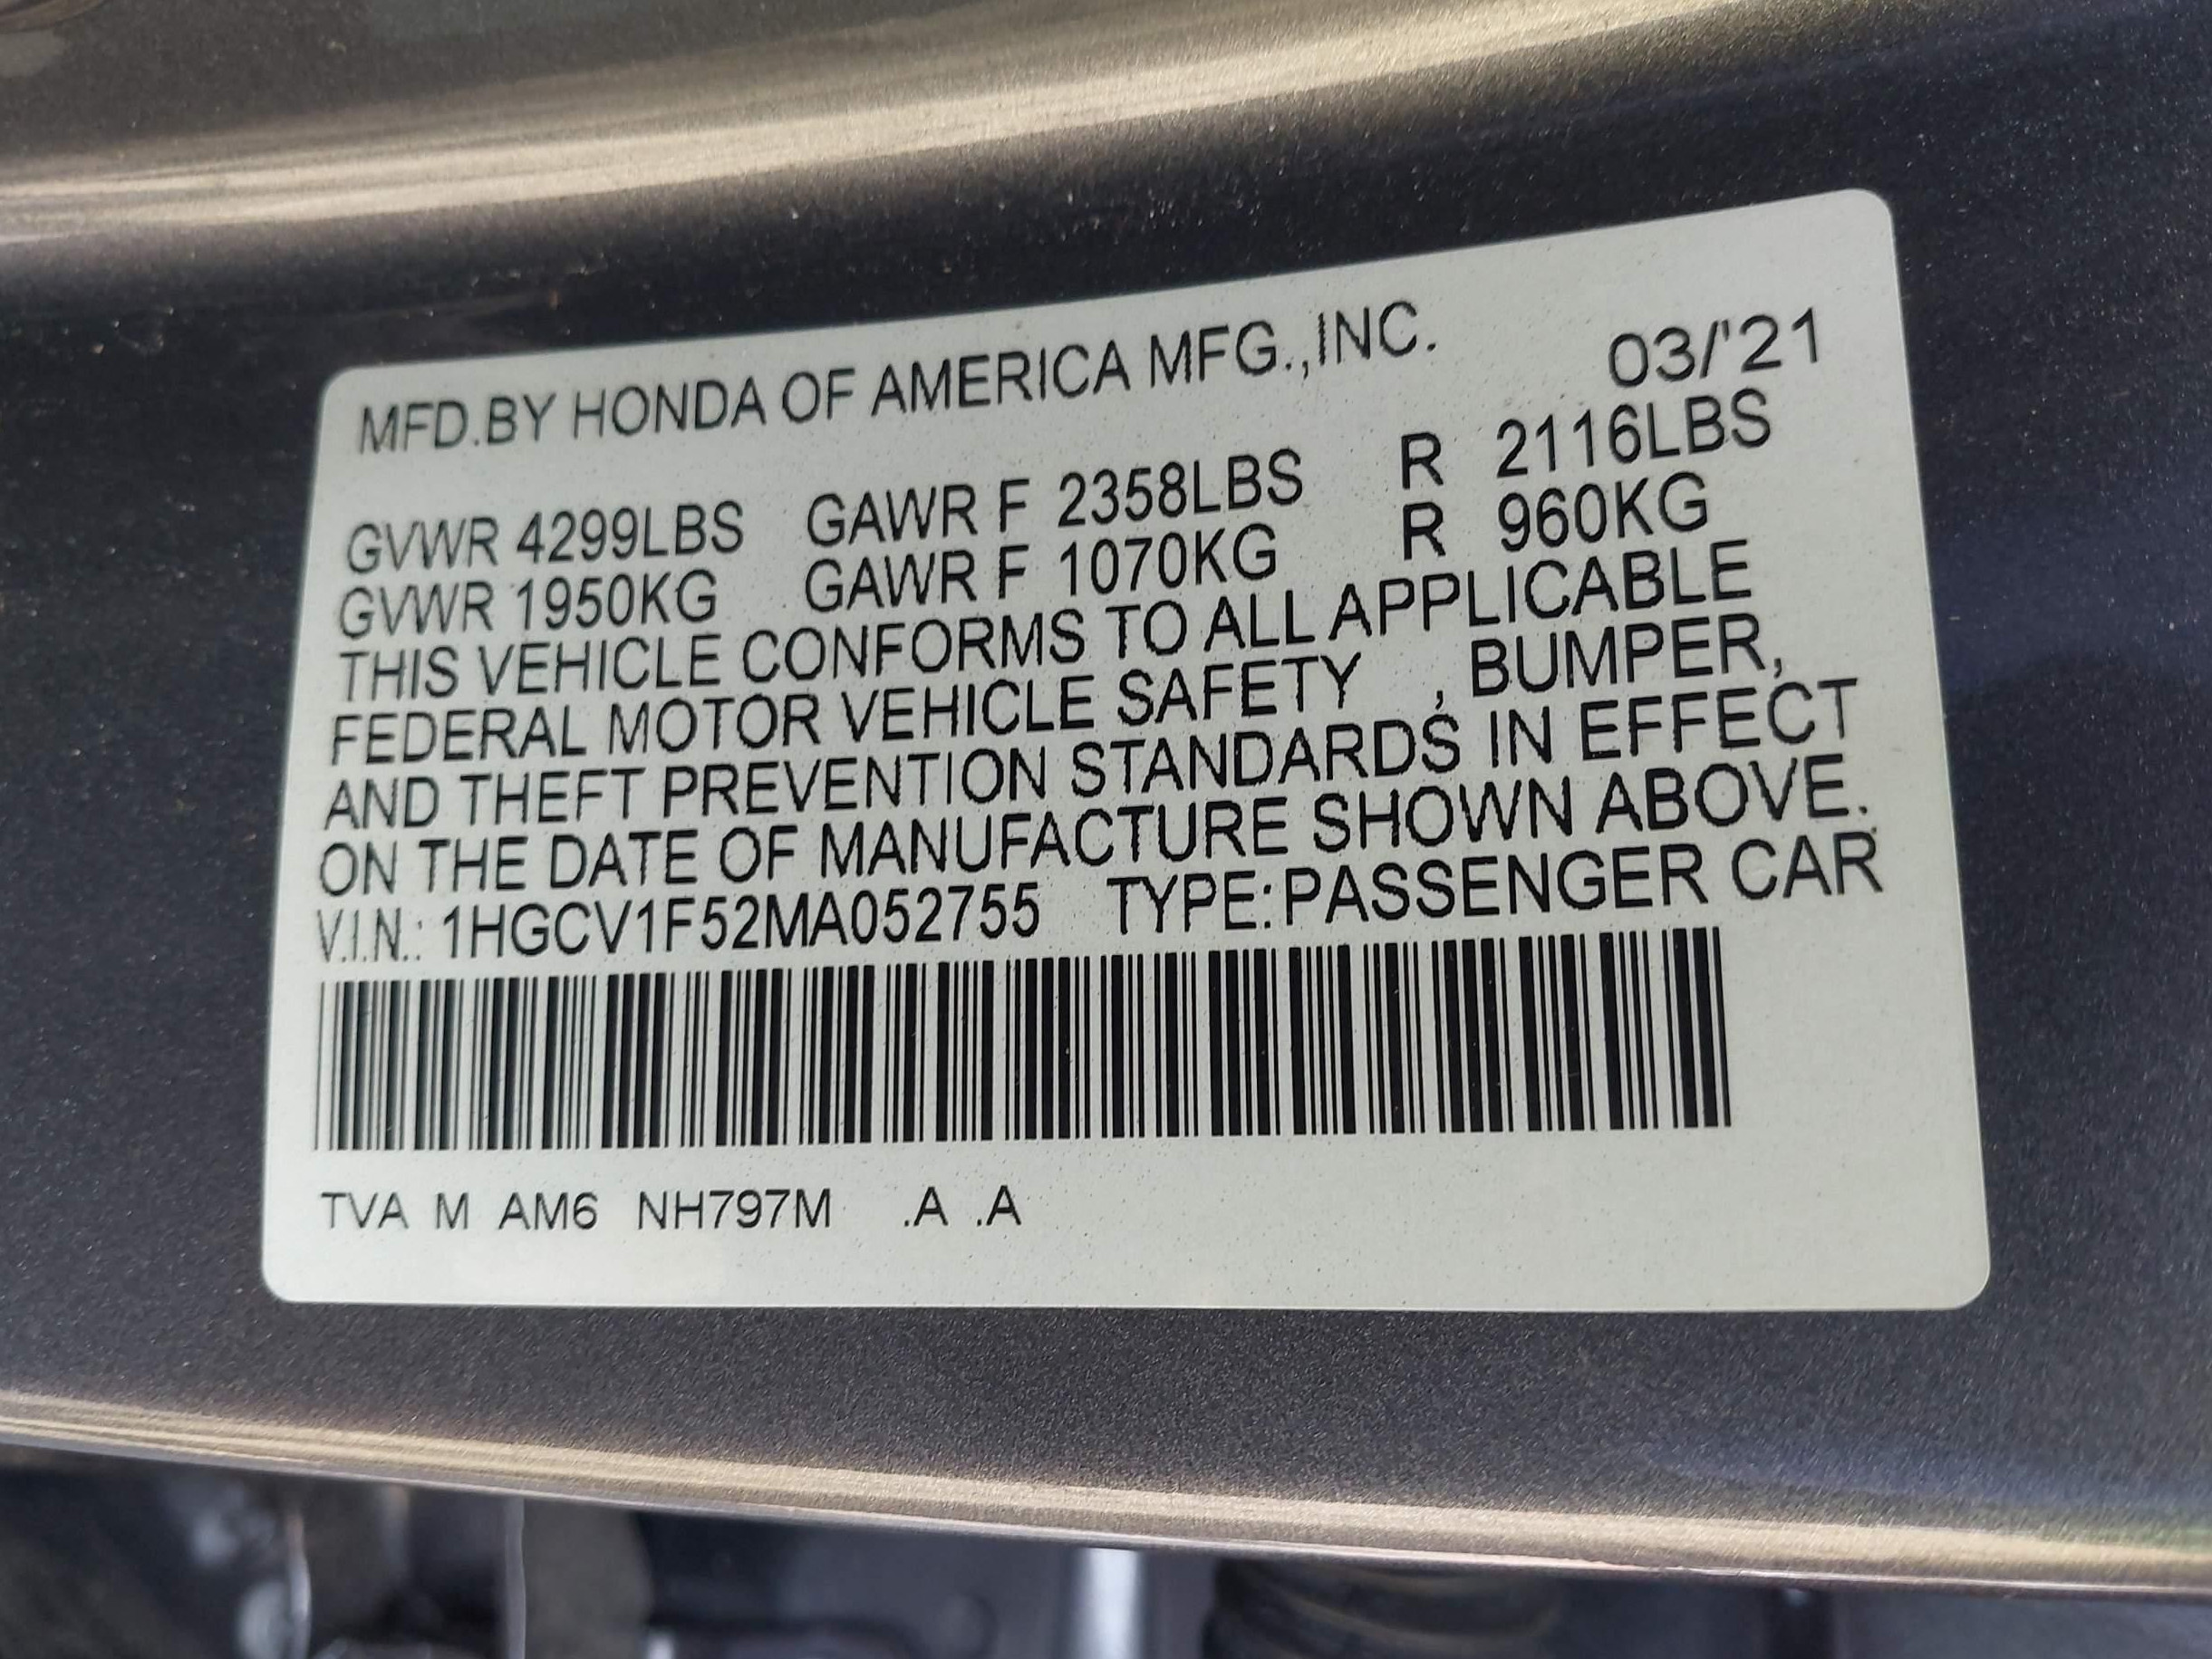 MFD.BY HONDA OF AMERICA MFG.,INC. 03/'21
GVWR 4299LBS GAWR F 2358LBS R 2116LBS
GVWR 1950KG GAWR F 1070KG R 960KG
THIS VEHICLE CONFORMS TO ALL APPLICABLE
FEDERAL MOTOR VEHICLE SAFETY , BUMPER,
AND THEFT PREVENTION STANDARDS IN EFFECT
ON THE DATE OF MANUFACTURE SHOWN ABOVE.
V.I.N.: 1HGCV1F52MA052755 TYPE:PASSENGER CAR
TVA M AM6 NH797M .A .A